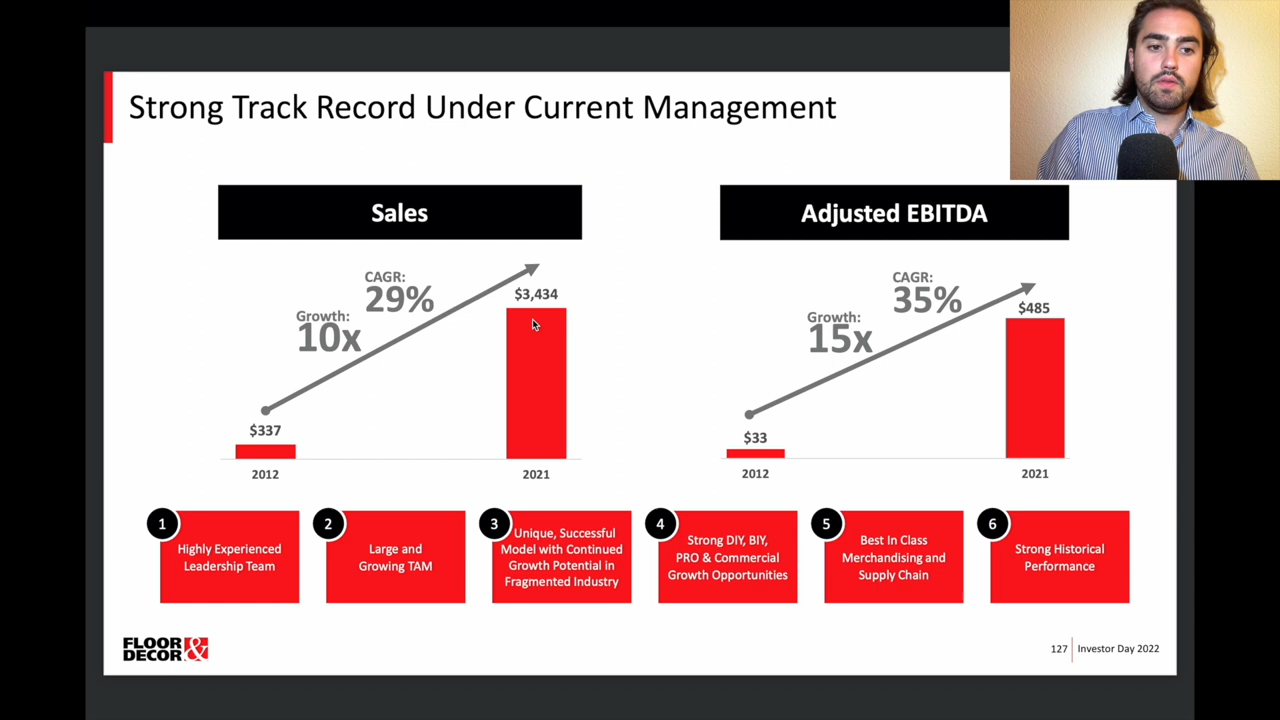 Strong Track Record Under Current Management
Sales
CAGR:
29%
Growth:
10x
$3,434
$337
2012
2021
Adjusted EBITDA
CAGR:
35%
Growth:
15x
$485
$33
2012
2021
1
Highly Experienced
Leadership Team
2
Large and
Growing TAM
3
Unique, Successful
Model with Continued
Growth Potential in
Fragmented Industry
4
Strong DIY, BIY,
PRO & Commercial
Growth Opportunities
5
Best In Class
Merchandising and
Supply Chain
6
Strong Historical
Performance
FLOOR &
DECOR
127 Investor Day 2022